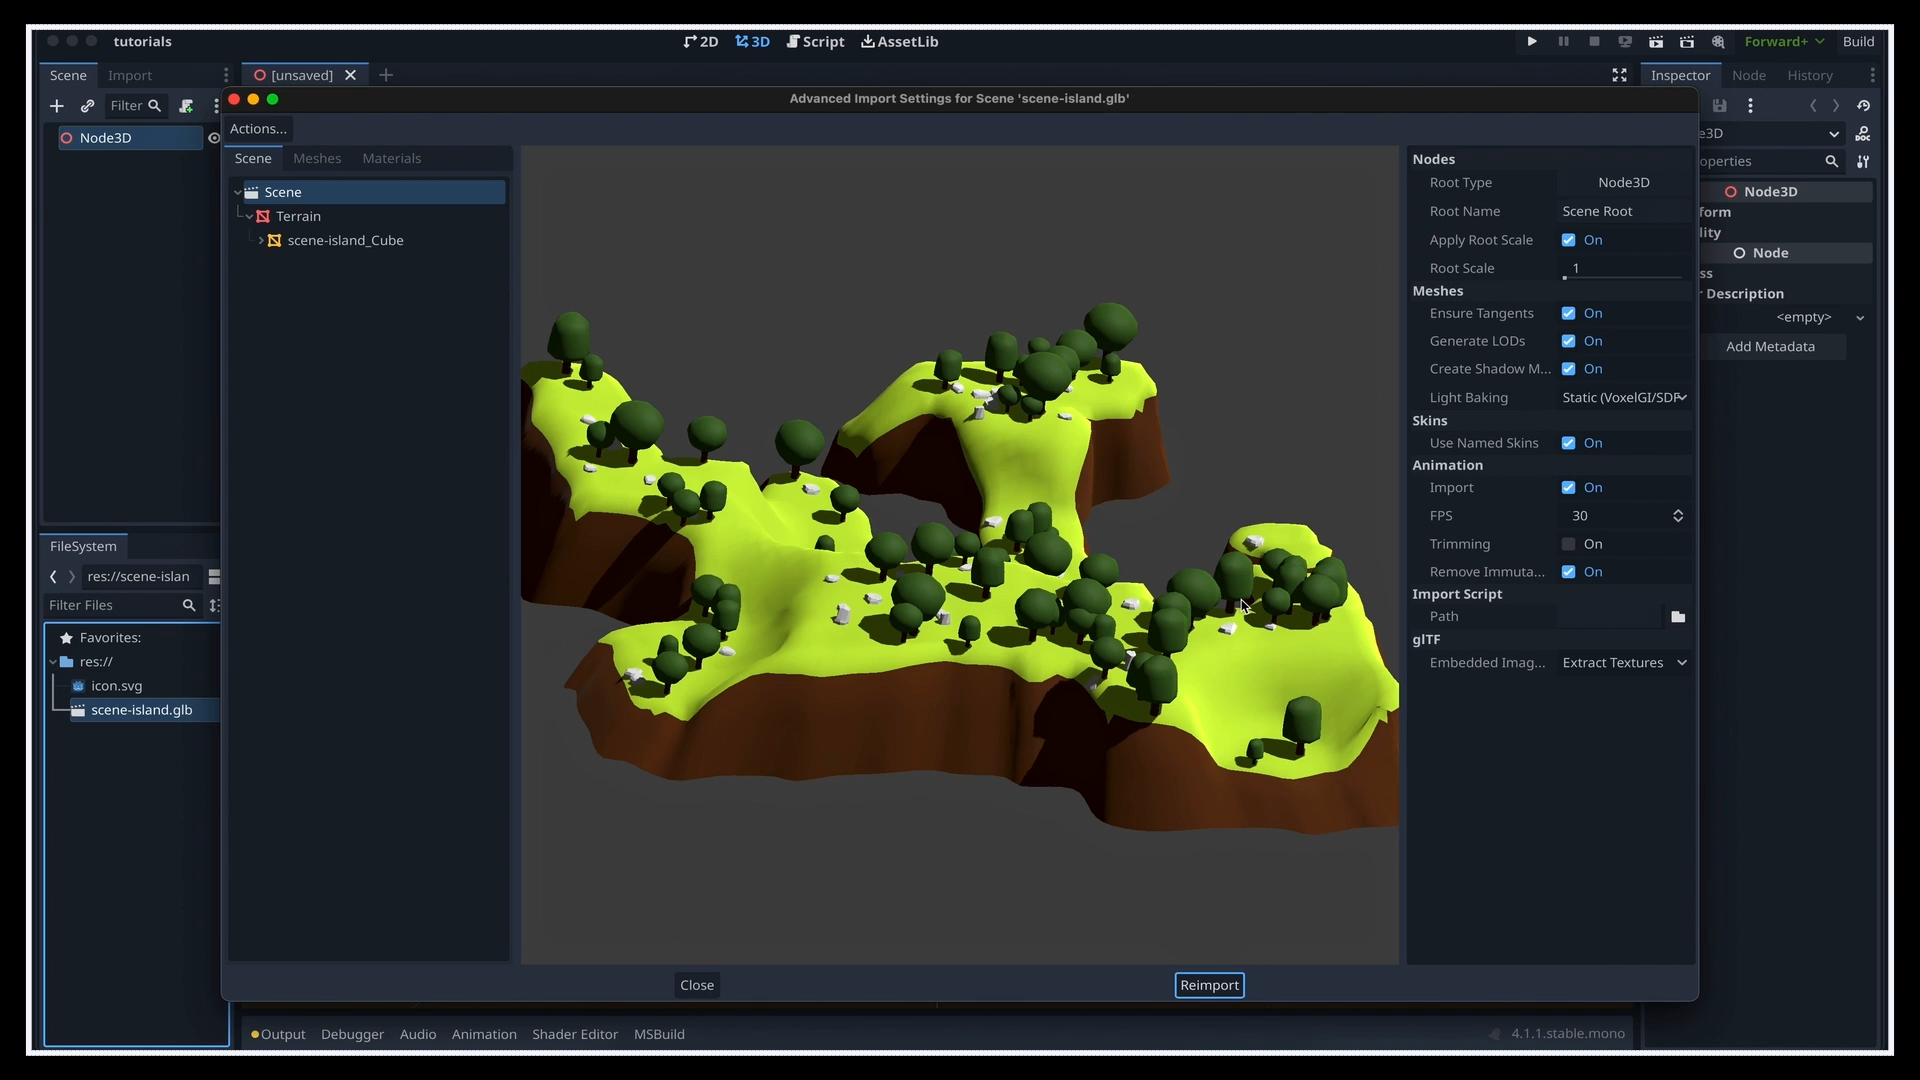 tutorials
2D 3D Script AssetLib
Forward+ Build
Scene Import
[unsaved]
Inspector Node History
Advanced Import Settings for Scene 'scene-island.glb'
Filter
Node3D
Actions...
Scene Meshes Materials
Scene
Terrain
scene-island_Cube
Nodes
Root Type Node3D
Root Name Scene Root
Apply Root Scale On
Root Scale 1
Meshes
Ensure Tangents On
Generate LODs On
Create Shadow M... On
Light Baking Static (VoxelGI/SDF
Skins
Use Named Skins On
Animation
Import On
FPS 30
Trimming On
Remove Immuta... On
Import Script
Path
glTF
Embedded Imag... Extract Textures
Close Reimport
e3D
operties
Node3D
form
lity
Node
ss
r Description
<empty>
Add Metadata
FileSystem
res://scene-islan
Filter Files
Favorites:
res://
icon.svg
scene-island.glb
Output Debugger Audio Animation Shader Editor MSBuild
4.1.1.stable.mono